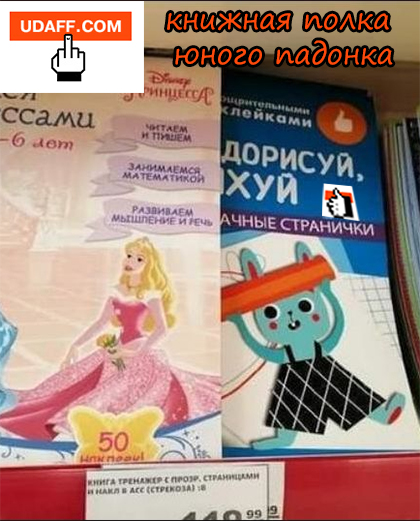 UDAFF.COM
книжная полка
юного падонка
Disney
Принцесса
ссами
-6 лет
ЧИТАЕМ
И ПИШЕМ
ЗАНИМАЕМСЯ
МАТЕМАТИКОЙ
РАЗВИВАЕМ
МЫШЛЕНИЕ И РЕЧЬ
50
наклеек!
ощрительными
клейками
ДОРИСУЙ,
ХУЙ
АЧНЫЕ СТРАНИЧКИ
КНИГА ТРЕНАЖЕР С ПРОЗР. СТРАНИЦАМИ
И НАКЛ В АСС (СТРЕКОЗА) :8
99